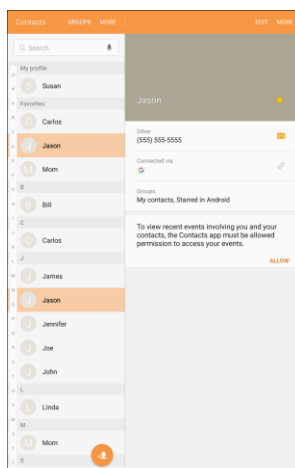 Contacts GROUPS MORE
EDIT MORE
Search
My profile
S Susan
Favorites
C Carlos
J Jason
M Mom
B
B Bill
C
C Carlos
J
J James
J Jason
J Jennifer
J Joe
J John
L
L Linda
M
M Mom
S
Jason
Other
(555) 555-5555
Connected via
G
Groups
My contacts, Starred in Android
To view recent events involving you and your
contacts, the Contacts app must be allowed
permission to access your events.
ALLOW